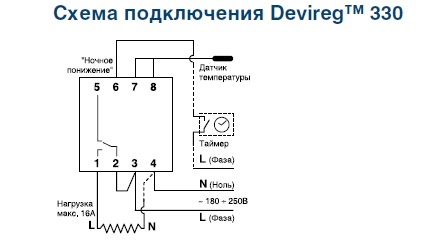 Схема подключения Devireg™ 330
"Ночное
понижение"
Датчик
температуры
5 6 7 8
Таймер
L (Фаза)
1 2 3 4
N (Ноль)
Нагрузка
макс, 16А
~ 180 ÷ 250В
L N
L (Фаза)